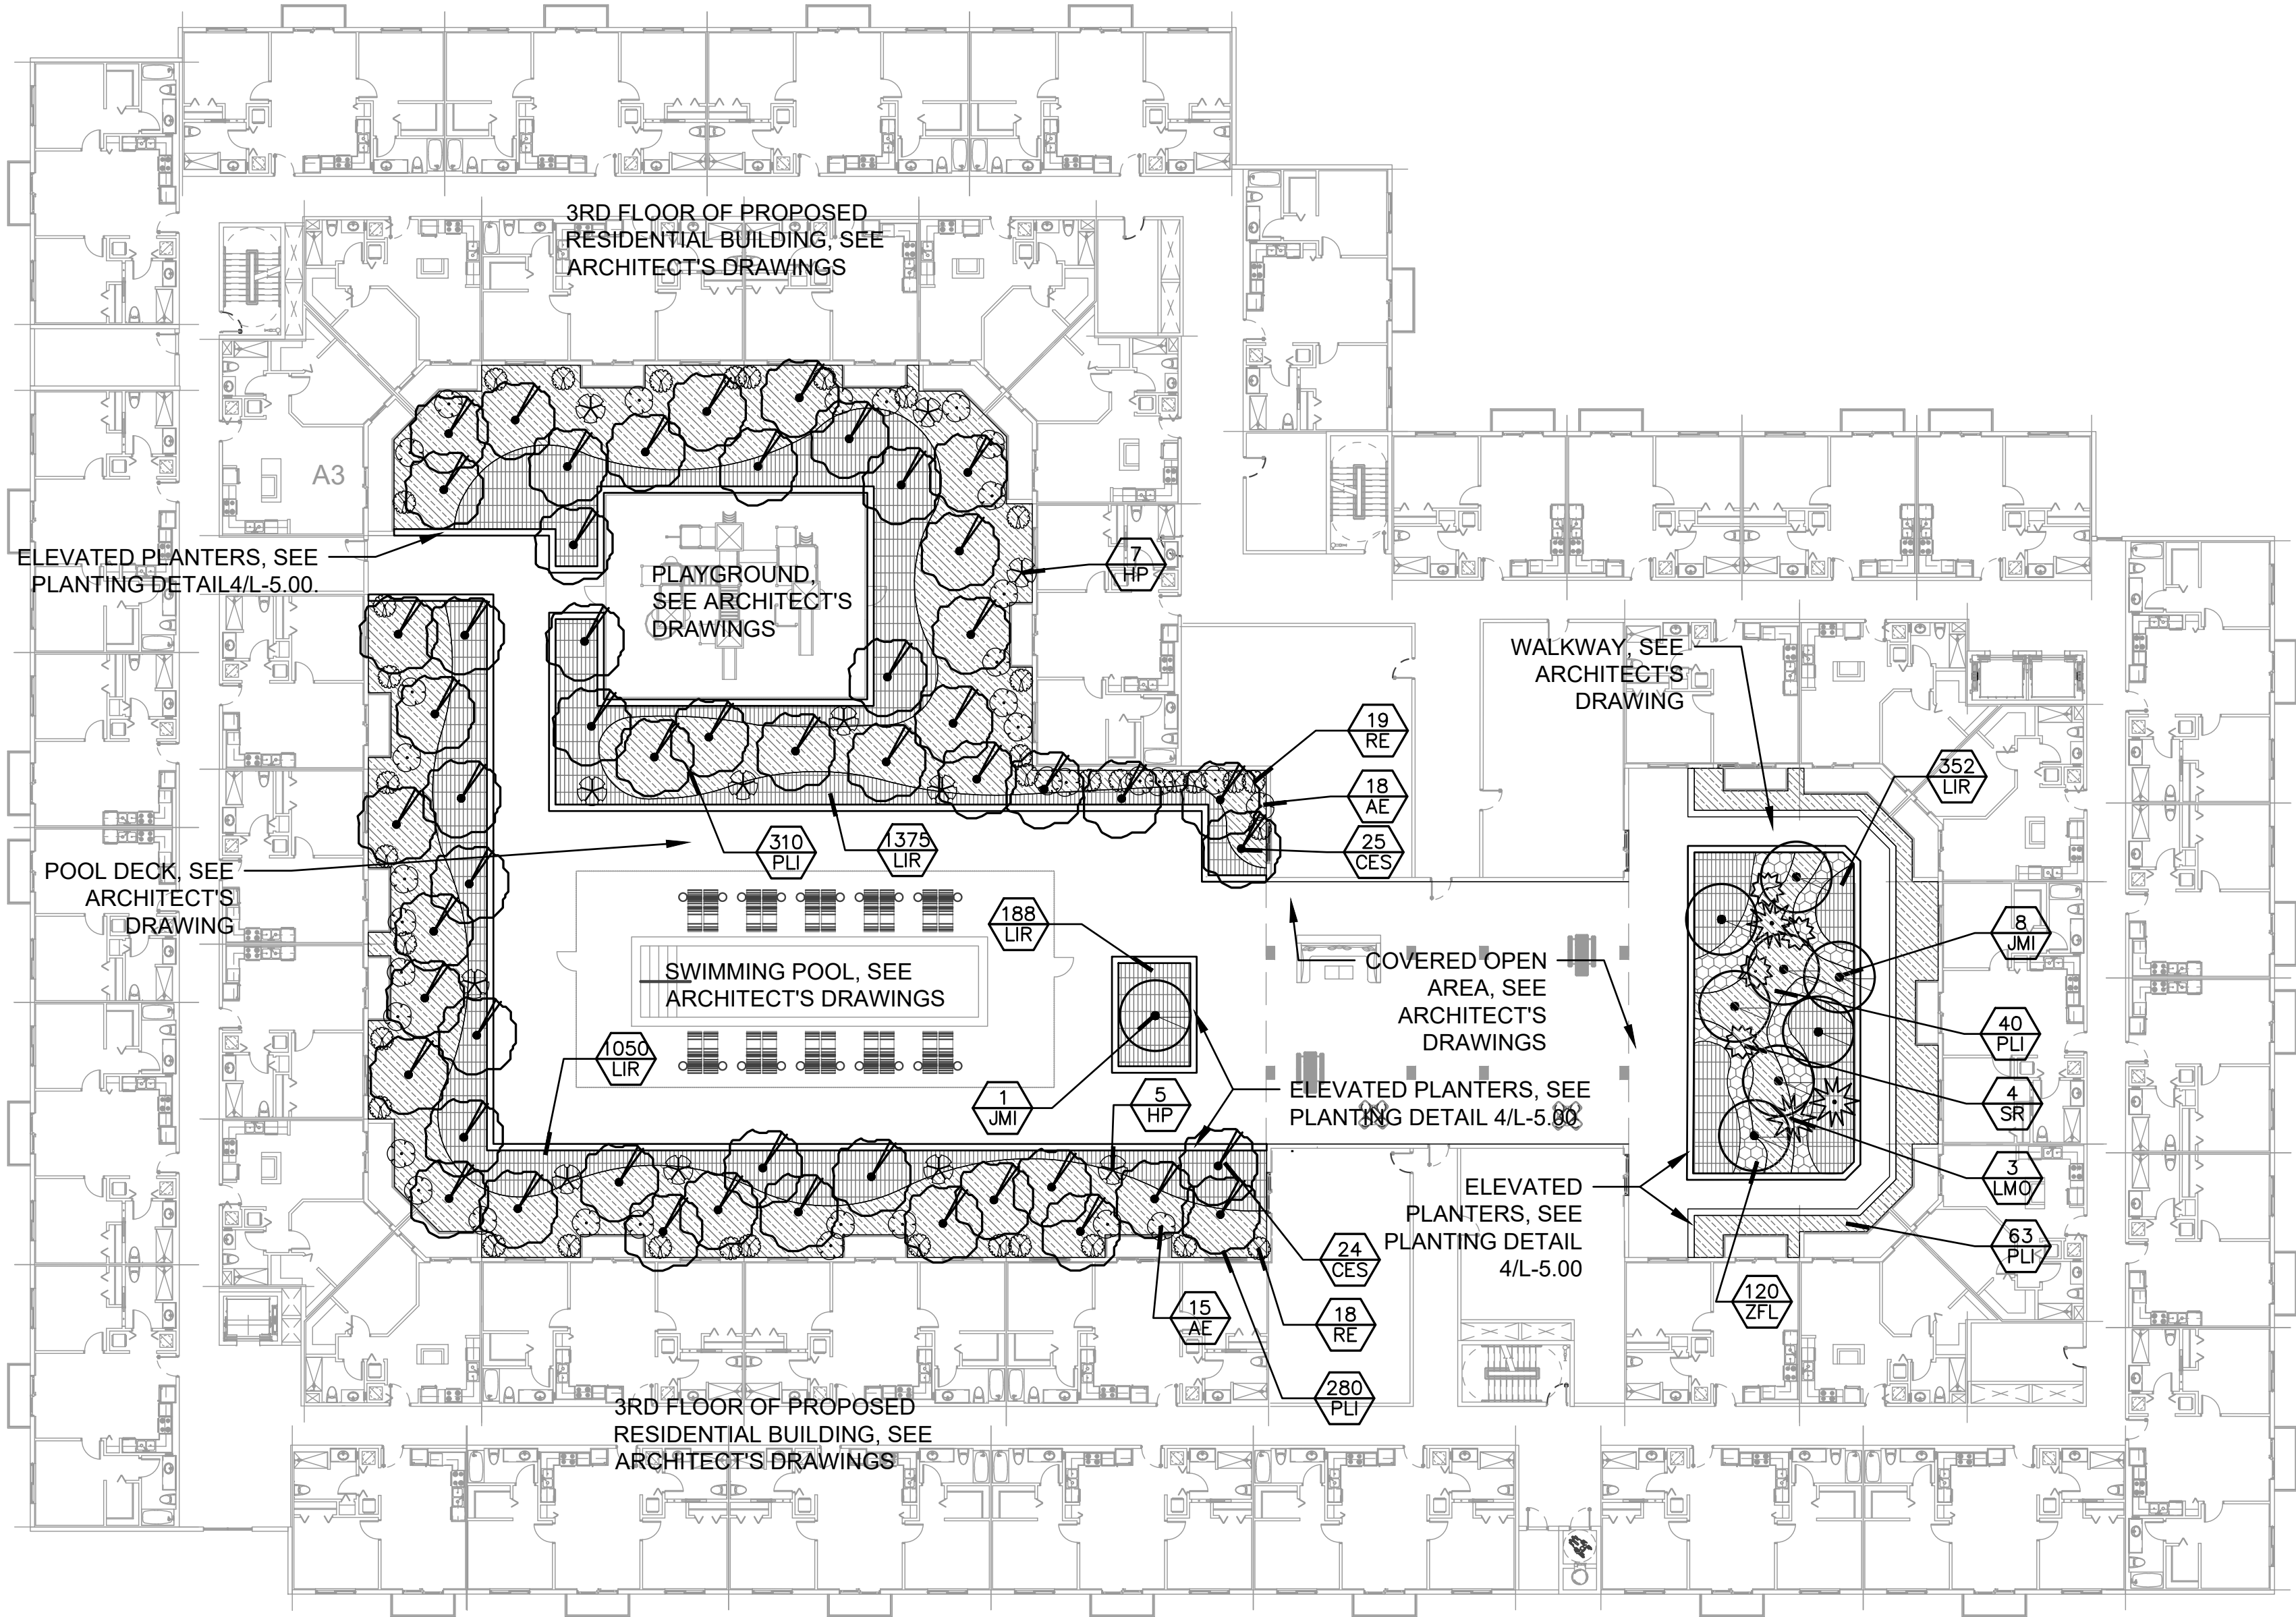 3RD FLOOR OF PROPOSED
RESIDENTIAL BUILDING, SEE
ARCHITECT'S DRAWINGS
A3
ELEVATED PLANTERS, SEE
PLANTING DETAIL4/L-5.00.
PLAYGROUND,
SEE ARCHITECT'S
DRAWINGS
7
HP
WALKWAY, SEE
ARCHITECT'S
DRAWING
19
RE
18
AE
25
CES
352
LIR
310
PLI
1375
LIR
POOL DECK, SEE
ARCHITECT'S
DRAWING
188
LIR
8
JMI
SWIMMING POOL, SEE
ARCHITECT'S DRAWINGS
COVERED OPEN
AREA, SEE
ARCHITECT'S
DRAWINGS
40
PLI
1050
LIR
1
JMI
5
HP
ELEVATED PLANTERS, SEE
PLANTING DETAIL 4/L-5.00
4
SR
3
LMO
ELEVATED
PLANTERS, SEE
PLANTING DETAIL
4/L-5.00
63
PLI
24
CES
120
ZFL
15
AE
18
RE
280
PLI
3RD FLOOR OF PROPOSED
RESIDENTIAL BUILDING, SEE
ARCHITECT'S DRAWINGS